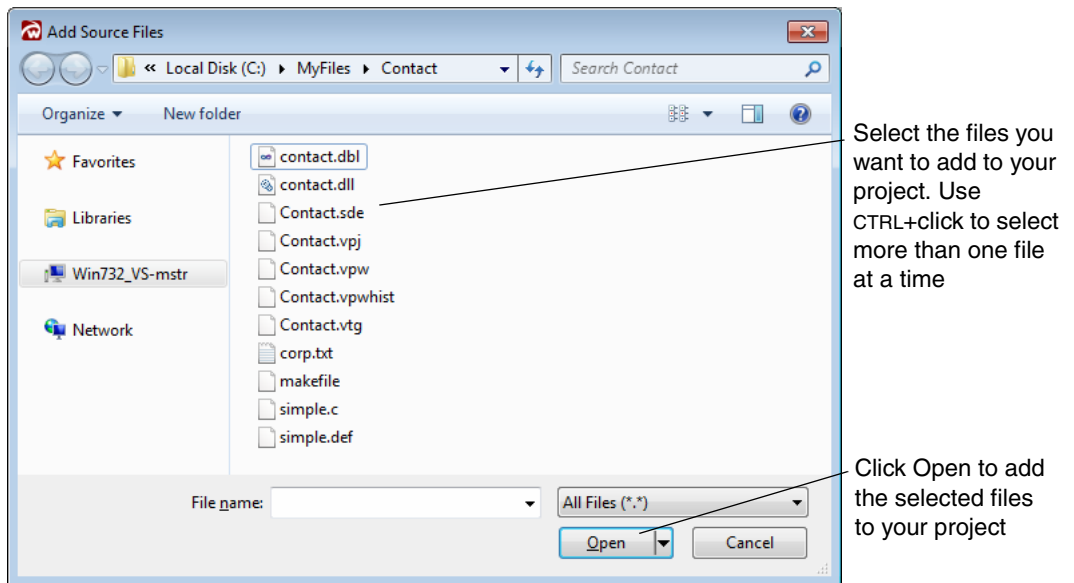 Add Source Files
« Local Disk (C:) ▸ MyFiles ▸ Contact
Search Contact
Organize
New folder
Favorites
Libraries
Win732_VS-mstr
Network
contact.dbl
contact.dll
Contact.sde
Contact.vpj
Contact.vpw
Contact.vpwhist
Contact.vtg
corp.txt
makefile
simple.c
simple.def
File name:
All Files (*.*)
Open
Cancel
Select the files you
want to add to your
project. Use
CTRL+click to select
more than one file
at a time
Click Open to add
the selected files
to your project